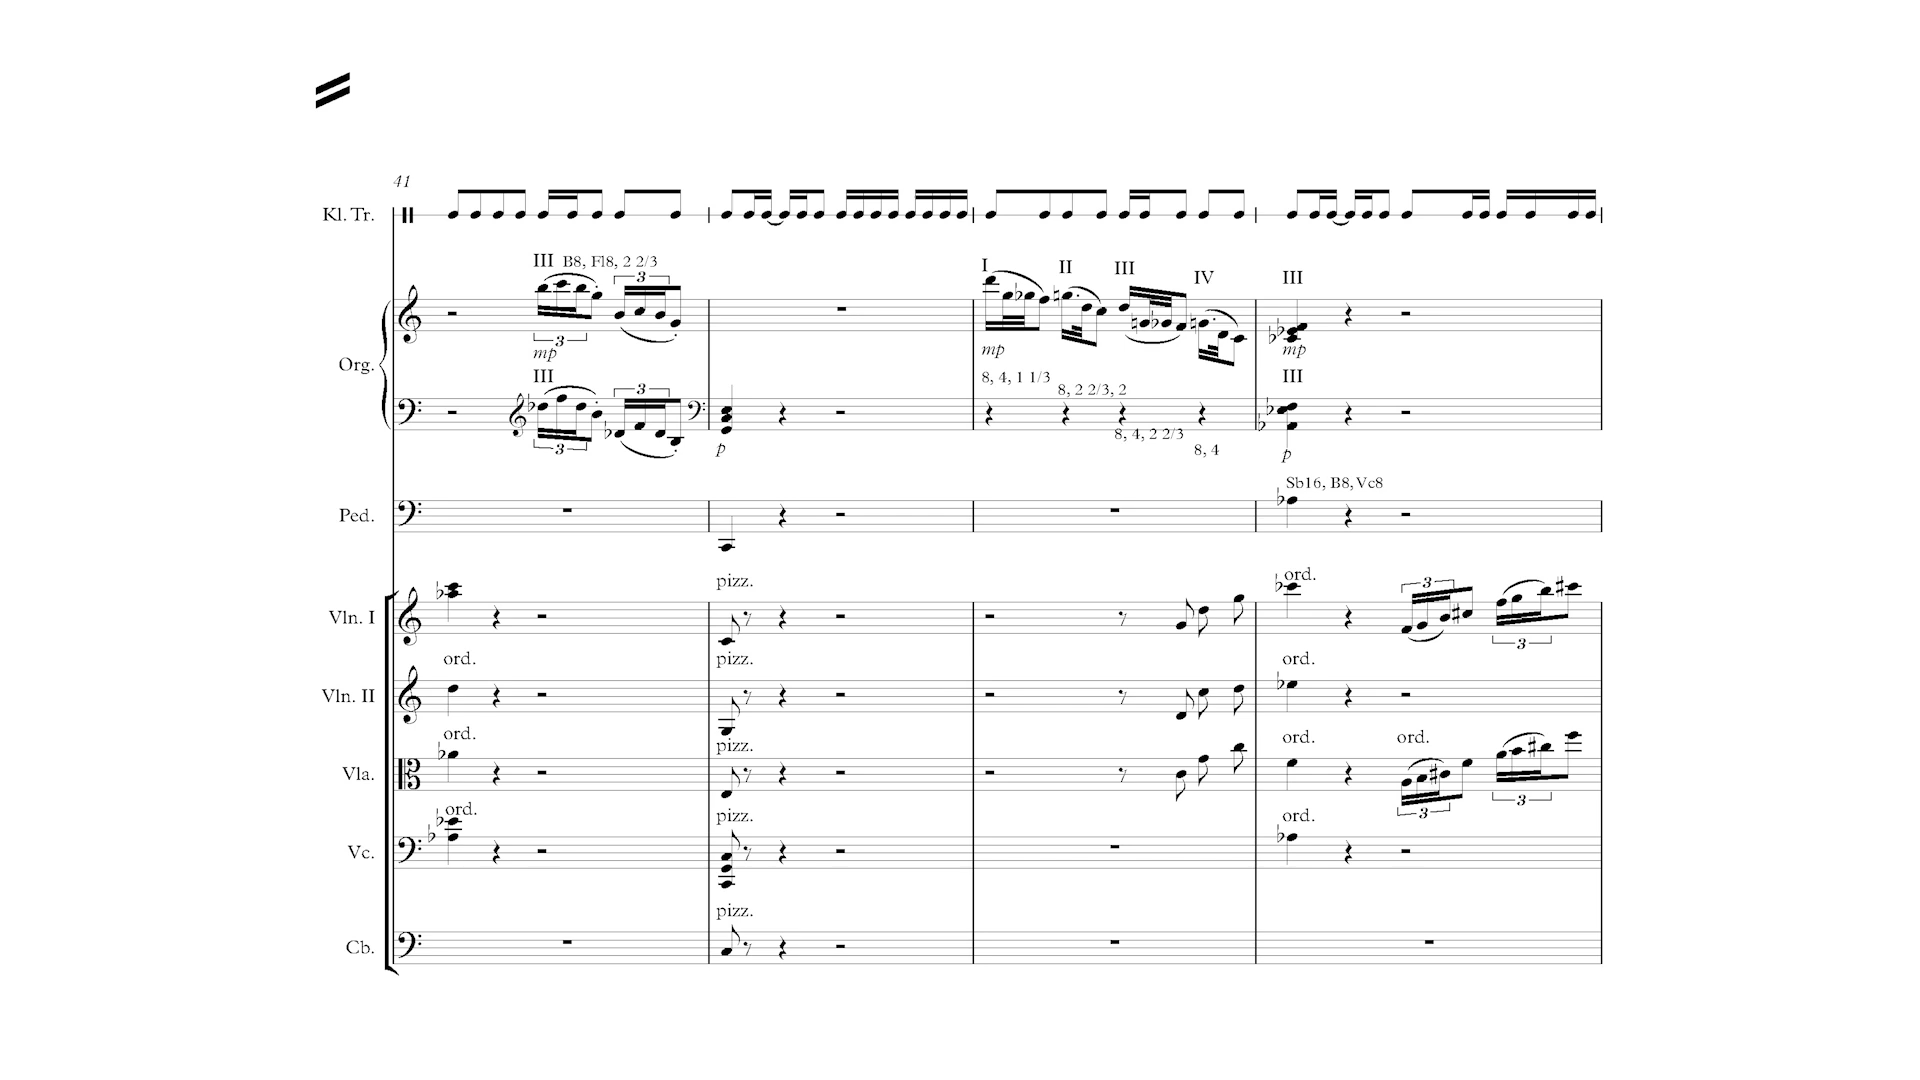 41
Kl. Tr.
III B8, Fl8, 2 2/3
3
3
mp
I
II
III
IV
mp
8, 4, 1 1/3
8, 2 2/3, 2
8, 4, 2 2/3
8, 4
III
mp
Org.
III
3
3
p
III
p
Ped.
Sb16, B8, Vc8
Vln. I
pizz.
ord.
3
3
Vln. II
ord.
pizz.
ord.
Vla.
ord.
pizz.
ord.
ord.
3
3
Vc.
ord.
pizz.
ord.
Cb.
pizz.